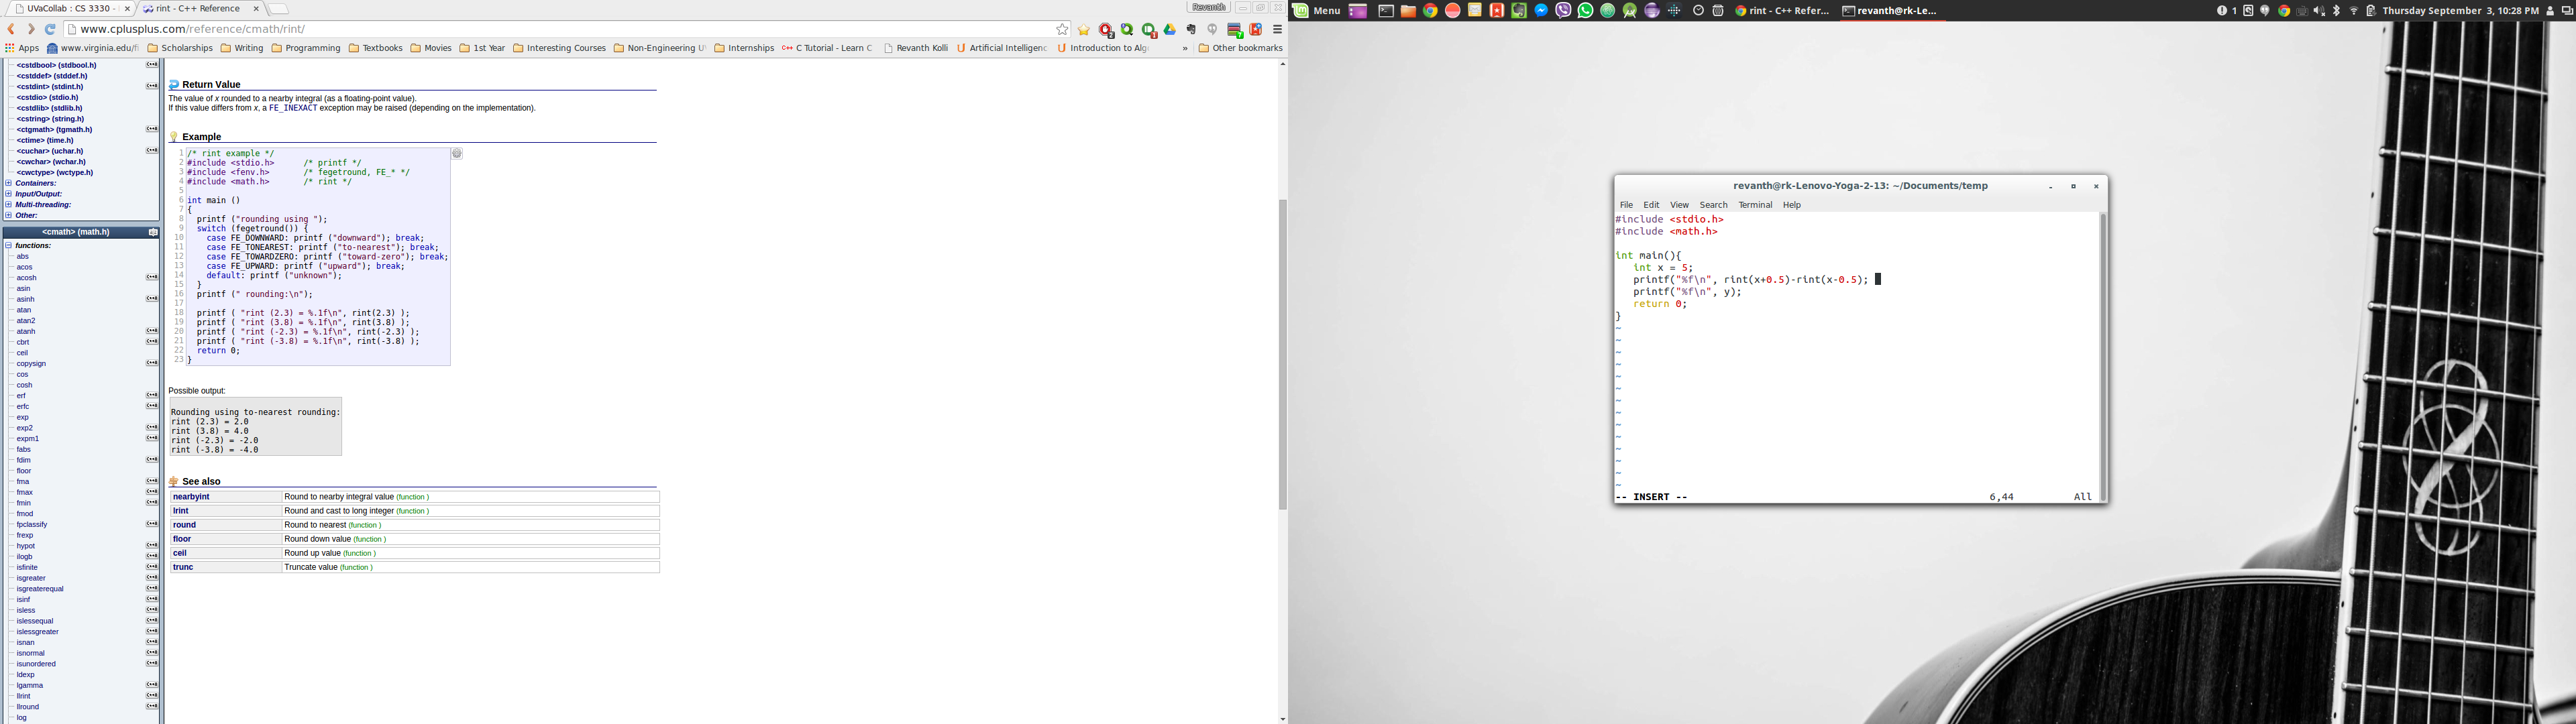 UVaCollab : CS 3330 -
rint - C++ Reference
Revanth
www.cplusplus.com/reference/cmath/rint/
Apps
www.virginia.edu/
Scholarships
Writing
Programming
Textbooks
Movies
1st Year
Interesting Courses
Non-Engineering
Internships
C Tutorial - Learn C
Revanth Kolli
Artificial Intelligenc
Introduction to Alg
»
Other bookmarks
<cstdbool> (stdbool.h)
<cstddef> (stddef.h)
<cstdint> (stdint.h)
<cstdio> (stdio.h)
<cstdlib> (stdlib.h)
<cstring> (string.h)
<ctgmath> (tgmath.h)
<ctime> (time.h)
<cuchar> (uchar.h)
<cwchar> (wchar.h)
<cwctype> (wctype.h)
Containers:
Input/Output:
Multi-threading:
Other:
<cmath> (math.h)
functions:
abs
acos
acosh
asin
asinh
atan
atan2
atanh
cbrt
ceil
copysign
cos
cosh
erf
erfc
exp
exp2
expm1
fabs
fdim
floor
fma
fmax
fmin
fmod
fpclassify
frexp
hypot
ilogb
isfinite
isgreater
isgreaterequal
isinf
isless
islessequal
islessgreater
isnan
isnormal
isunordered
ldexp
lgamma
llrint
llround
log
Return Value
The value of x rounded to a nearby integral (as a floating-point value).
If this value differs from x, a FE_INEXACT exception may be raised (depending on the implementation).
Example
1 /* rint example */
2 #include <stdio.h>      /* printf */
3 #include <fenv.h>       /* fegetround, FE_* */
4 #include <math.h>       /* rint */
5
6 int main ()
7 {
8   printf ("rounding using ");
9   switch (fegetround()) {
10     case FE_DOWNWARD: printf ("downward"); break;
11     case FE_TONEAREST: printf ("to-nearest"); break;
12     case FE_TOWARDZERO: printf ("toward-zero"); break;
13     case FE_UPWARD: printf ("upward"); break;
14     default: printf ("unknown");
15   }
16   printf (" rounding:\n");
17
18   printf ( "rint (2.3) = %.1f\n", rint(2.3) );
19   printf ( "rint (3.8) = %.1f\n", rint(3.8) );
20   printf ( "rint (-2.3) = %.1f\n", rint(-2.3) );
21   printf ( "rint (-3.8) = %.1f\n", rint(-3.8) );
22   return 0;
23 }
Possible output:
Rounding using to-nearest rounding:
rint (2.3) = 2.0
rint (3.8) = 4.0
rint (-2.3) = -2.0
rint (-3.8) = -4.0
See also
nearbyint Round to nearby integral value (function )
lrint Round and cast to long integer (function )
round Round to nearest (function )
floor Round down value (function )
ceil Round up value (function )
trunc Truncate value (function )
Menu
rint - C++ Refer...
revanth@rk-Le...
1
Thursday September 3, 10:28 PM
revanth@rk-Lenovo-Yoga-2-13: ~/Documents/temp
File Edit View Search Terminal Help
#include <stdio.h>
#include <math.h>
int main(){
   int x = 5;
   printf("%f\n", rint(x+0.5)-rint(x-0.5);
   printf("%f\n", y);
   return 0;
}
~
~
~
~
~
~
~
~
~
~
~
~
~
~
-- INSERT -- 6,44 All